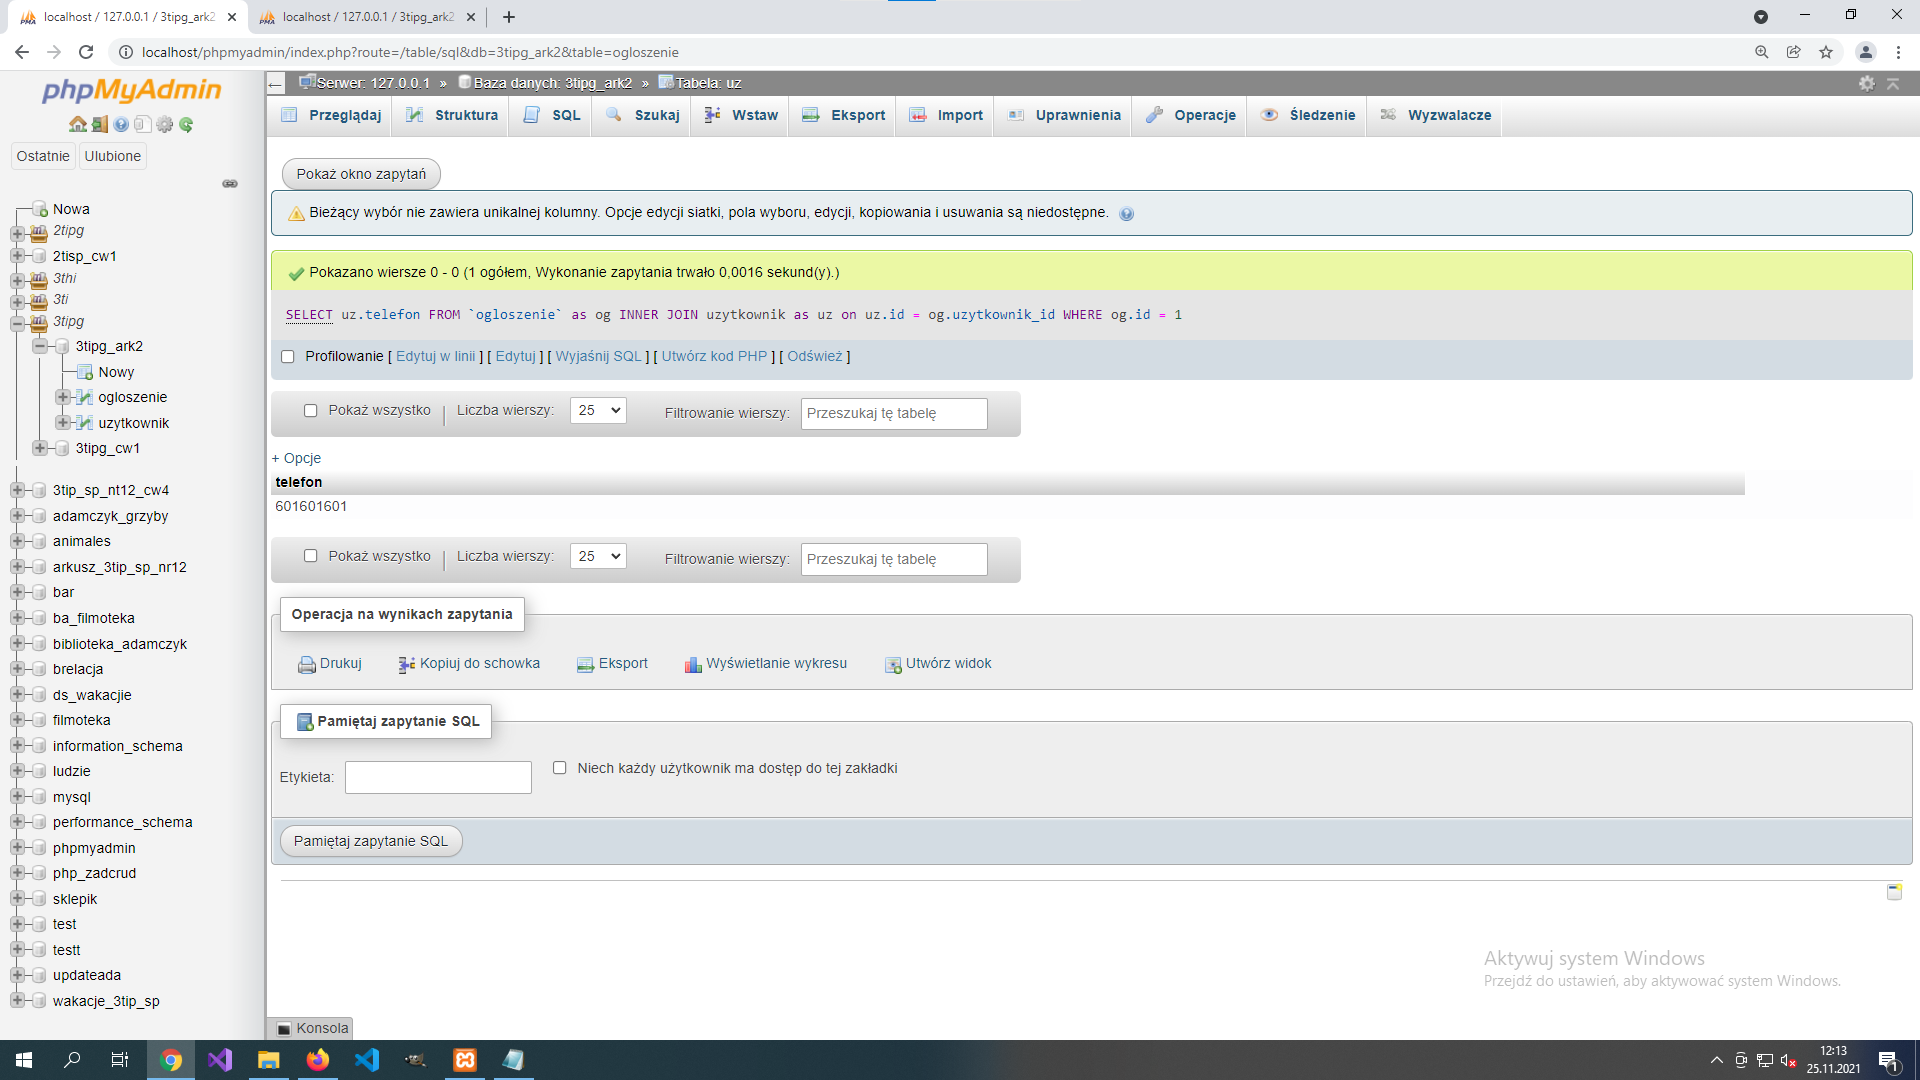 localhost / 127.0.0.1 / 3tipg_ark2
localhost / 127.0.0.1 / 3tipg_ark2
localhost/phpmyadmin/index.php?route=/table/sql&db=3tipg_ark2&table=ogloszenie
phpMyAdmin
Ostatnie Ulubione
Nowa
2tipg
2tisp_cw1
3thi
3ti
3tipg
3tipg_ark2
Nowy
ogloszenie
uzytkownik
3tipg_cw1
3tip_sp_nt12_cw4
adamczyk_grzyby
animales
arkusz_3tip_sp_nr12
bar
ba_filmoteka
biblioteka_adamczyk
brelacja
ds_wakacjie
filmoteka
information_schema
ludzie
mysql
performance_schema
phpmyadmin
php_zadcrud
sklepik
test
testt
updateada
wakacje_3tip_sp
Serwer: 127.0.0.1 » Baza danych: 3tipg_ark2 » Tabela: uz
Przeglądaj Struktura SQL Szukaj Wstaw Eksport Import Uprawnienia Operacje Śledzenie Wyzwalacze
Pokaż okno zapytań
Bieżący wybór nie zawiera unikalnej kolumny. Opcje edycji siatki, pola wyboru, edycji, kopiowania i usuwania są niedostępne.
Pokazano wiersze 0 - 0 (1 ogółem, Wykonanie zapytania trwało 0,0016 sekund(y).)
SELECT uz.telefon FROM `ogloszenie` as og INNER JOIN uzytkownik as uz on uz.id = og.uzytkownik_id WHERE og.id = 1
Profilowanie [ Edytuj w linii ] [ Edytuj ] [ Wyjaśnij SQL ] [ Utwórz kod PHP ] [ Odśwież ]
Pokaż wszystko Liczba wierszy: 25 Filtrowanie wierszy: Przeszukaj tę tabelę
+ Opcje
telefon
601601601
Pokaż wszystko Liczba wierszy: 25 Filtrowanie wierszy: Przeszukaj tę tabelę
Operacja na wynikach zapytania
Drukuj Kopiuj do schowka Eksport Wyświetlanie wykresu Utwórz widok
Pamiętaj zapytanie SQL
Etykieta: Niech każdy użytkownik ma dostęp do tej zakładki
Pamiętaj zapytanie SQL
Aktywuj system Windows
Przejdź do ustawień, aby aktywować system Windows.
Konsola
12:13
25.11.2021
1